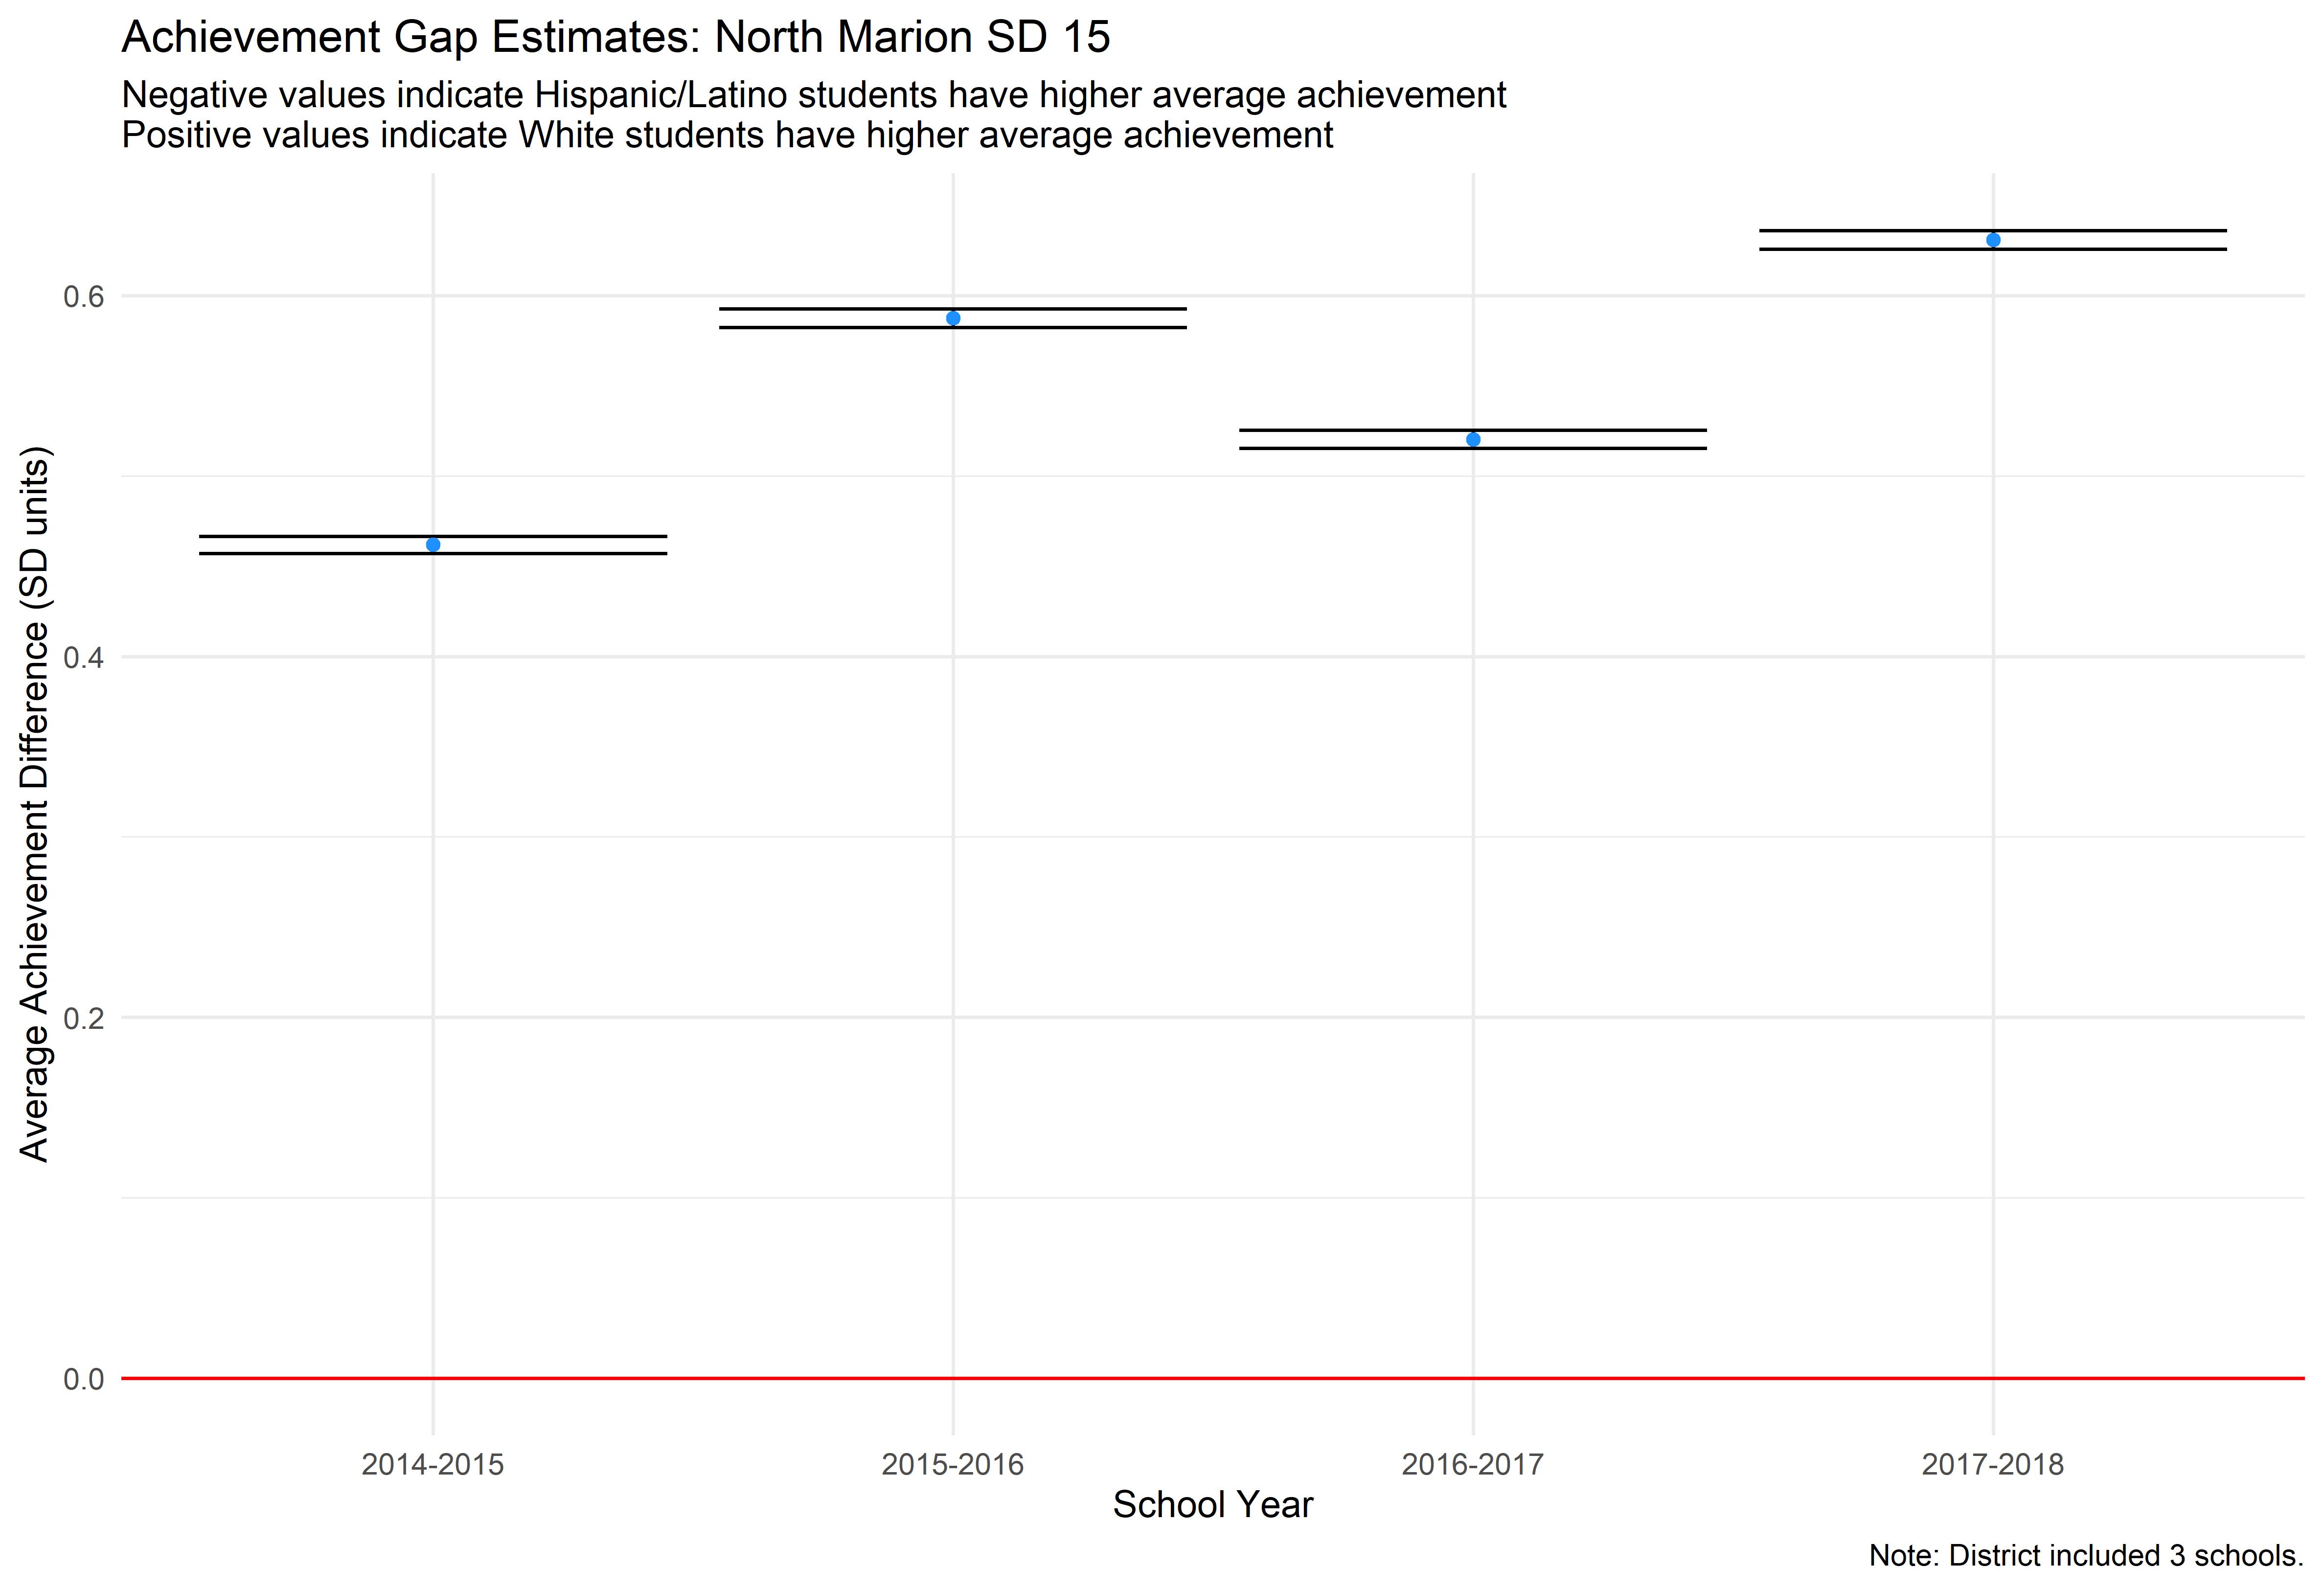 Achievement Gap Estimates: North Marion SD 15
Negative values indicate Hispanic/Latino students have higher average achievement
Positive values indicate White students have higher average achievement
Average Achievement Difference (SD units)
0.6
0.4
0.2
0.0
2014-2015
2015-2016
2016-2017
2017-2018
School Year
Note: District included 3 schools.